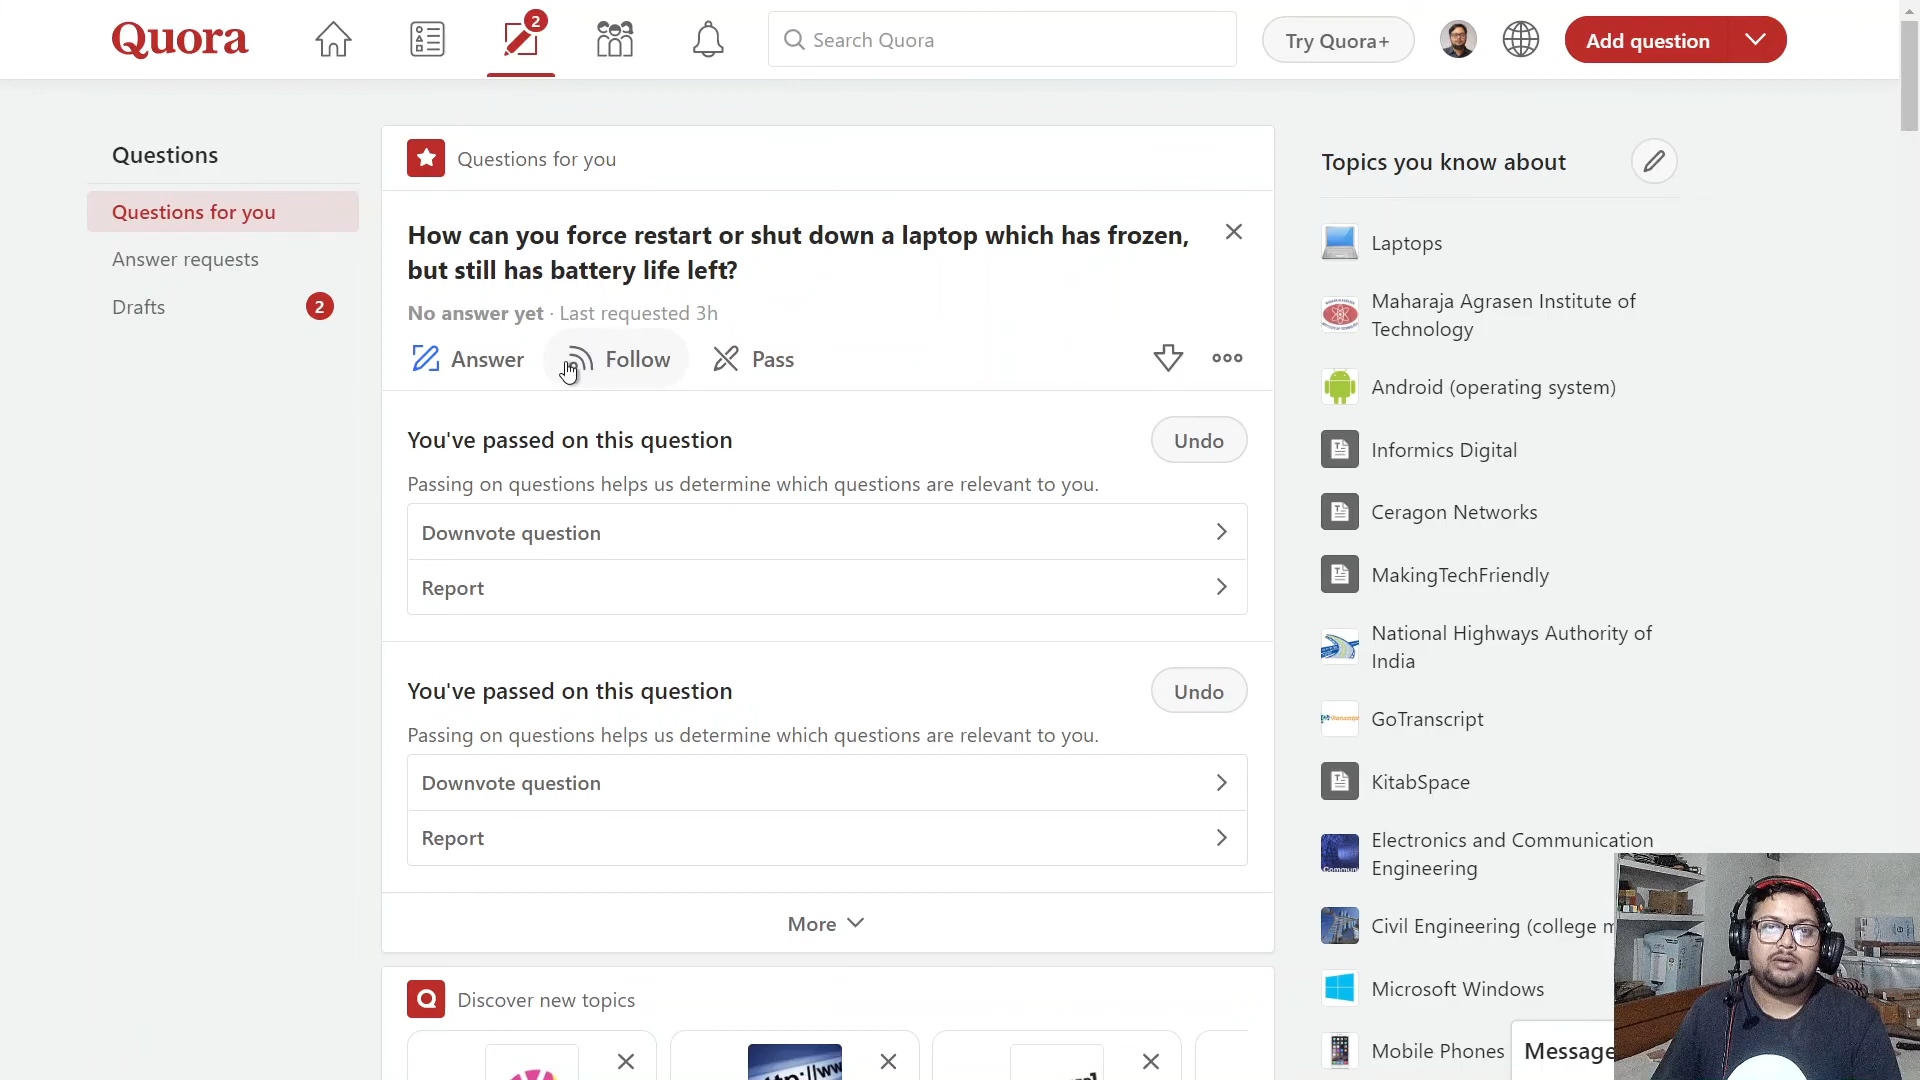 Quora
2
Search Quora
Try Quora+
Add question
Questions
Questions for you
Answer requests
Drafts
2
Questions for you
How can you force restart or shut down a laptop which has frozen,
but still has battery life left?
No answer yet · Last requested 3h
Answer
Follow
Pass
You've passed on this question
Undo
Passing on questions helps us determine which questions are relevant to you.
Downvote question
Report
You've passed on this question
Undo
Passing on questions helps us determine which questions are relevant to you.
Downvote question
Report
More
Discover new topics
Topics you know about
Laptops
Maharaja Agrasen Institute of
Technology
Android (operating system)
Informics Digital
Ceragon Networks
MakingTechFriendly
National Highways Authority of
India
GoTranscript
KitabSpace
Electronics and Communication
Engineering
Civil Engineering (college
Microsoft Windows
Mobile Phones
Message